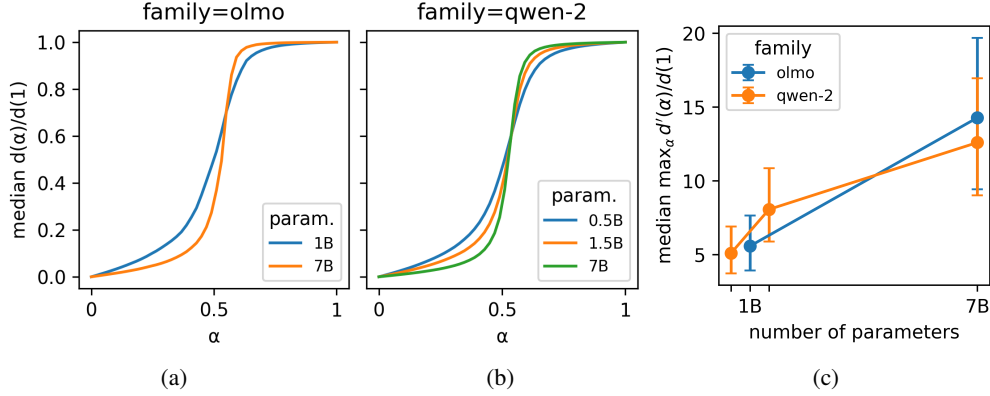 family=olmo
median d(α)/d(1)
1.0
0.8
0.6
0.4
0.2
0.0
param.
1B
7B
0
0.5
1
α
(a)
family=qwen-2
param.
0.5B
1.5B
7B
0
0.5
1
α
(b)
median maxα d′(α)/d(1)
20
15
10
5
family
olmo
qwen-2
1B
7B
number of parameters
(c)